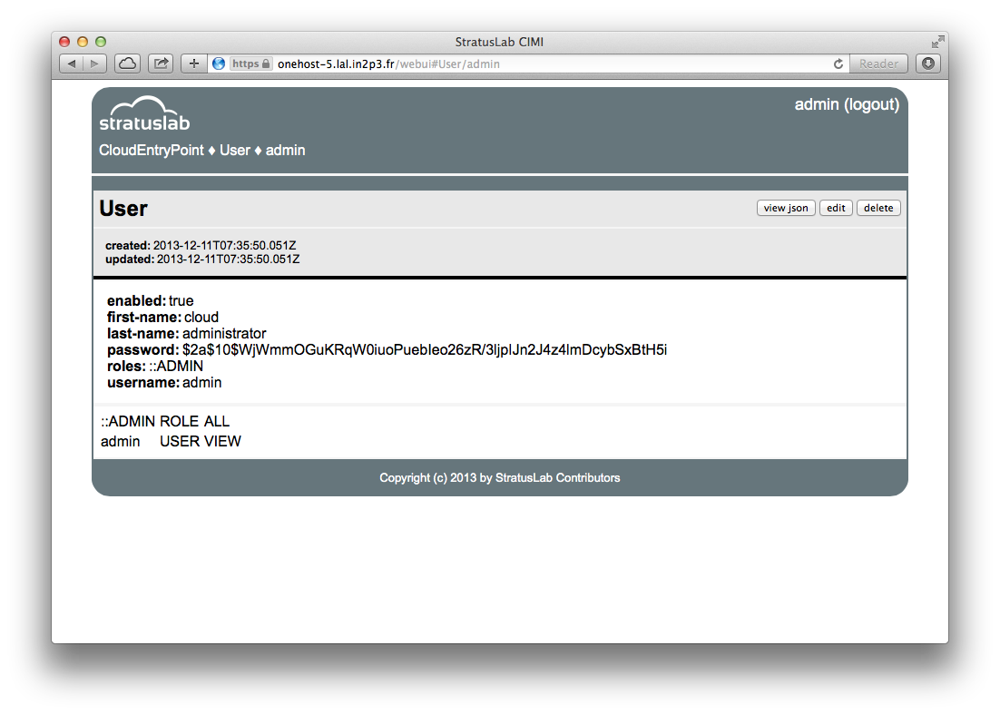 StratusLab CIMI
https onehost-5.lal.in2p3.fr/webui#User/admin Reader
stratuslab
admin (logout)
CloudEntryPoint ♦ User ♦ admin
User
view json edit delete
created: 2013-12-11T07:35:50.051Z
updated: 2013-12-11T07:35:50.051Z
enabled: true
first-name: cloud
last-name: administrator
password: $2a$10$WjWmmOGuKRqW0iuoPuebIeo26zR/3ljpIJn2J4z4lmDcybSxBtH5i
roles: ::ADMIN
username: admin
::ADMIN ROLE ALL
admin USER VIEW
Copyright (c) 2013 by StratusLab Contributors